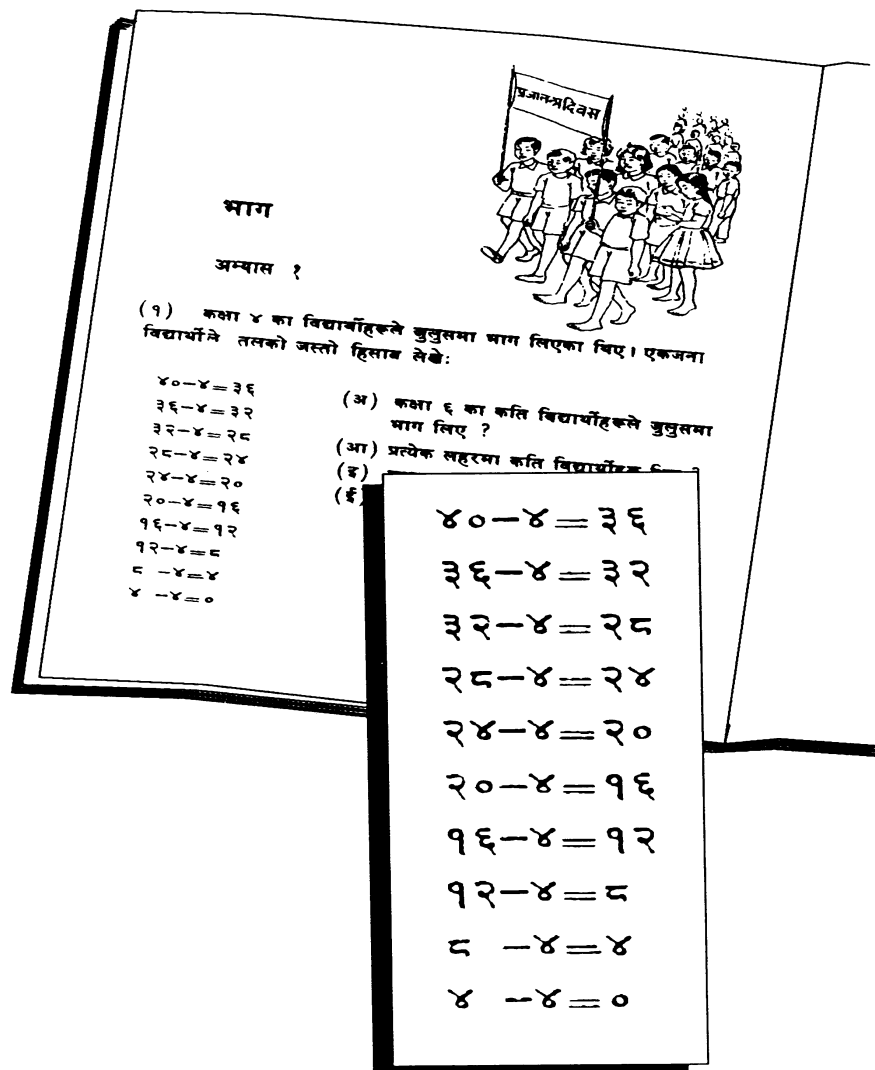 प्रजातन्त्रदिवस
भाग
अभ्यास १
(१) कक्षा ४ का विद्यार्थीहरूले जुलुसमा भाग लिएका थिए। एकजना
विद्यार्थीले तलको जस्तो हिसाब लेखे:
४०-४=३६
३६-४=३२
३२-४=२८
२८-४=२४
२४-४=२०
२०-४=१६
१६-४=१२
१२-४=८
८ -४=४
४ -४=०
(अ) कक्षा ६ का कति विद्यार्थीहरूले जुलुसमा
भाग लिए ?
(आ) प्रत्येक लहरमा कति
(इ)
(ई)
४०-४=३६
३६-४=३२
३२-४=२८
२८-४=२४
२४-४=२०
२०-४=१६
१६-४=१२
१२-४=८
८ -४=४
४ -४=०